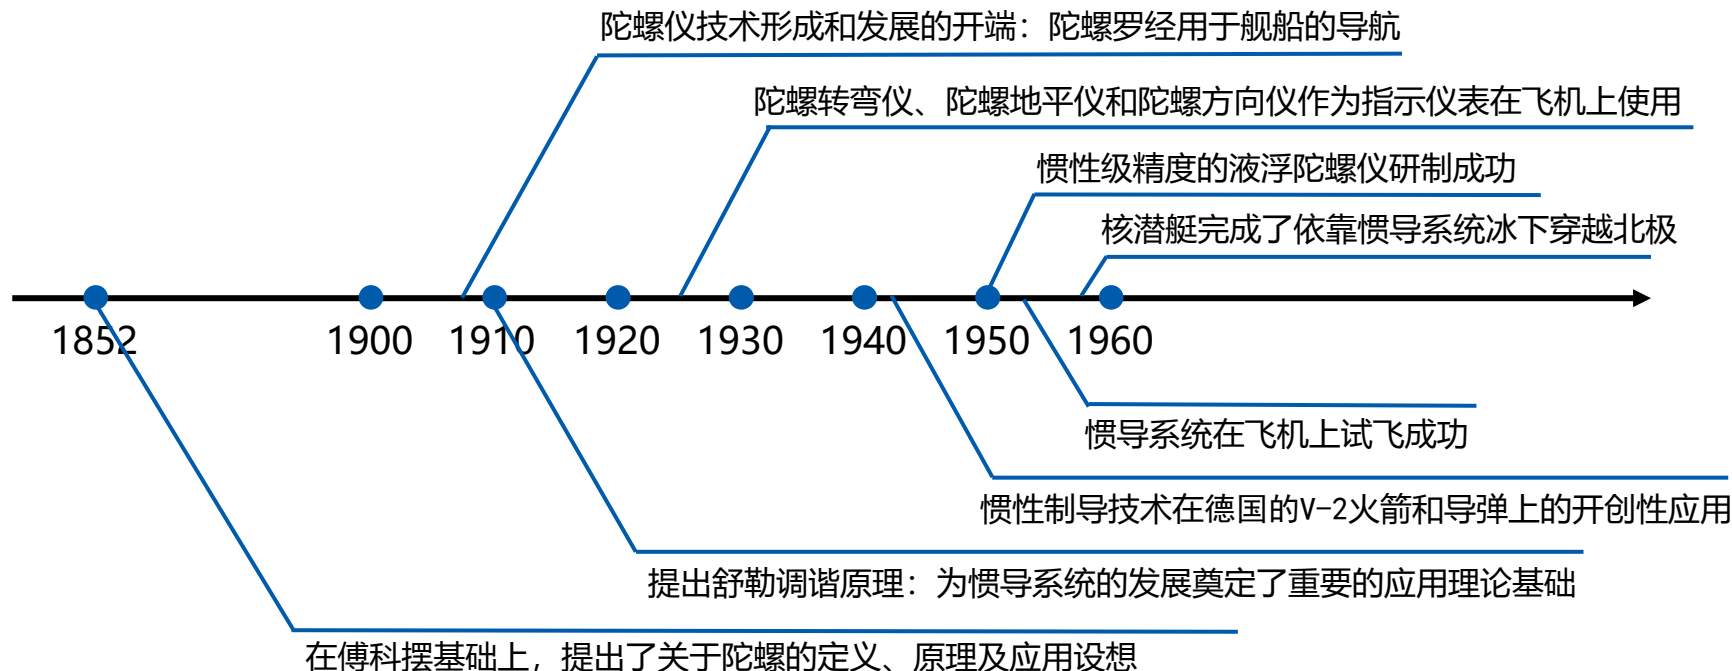 陀螺仪技术形成和发展的开端：陀螺罗经用于舰船的导航
陀螺转弯仪、陀螺地平仪和陀螺方向仪作为指示仪表在飞机上使用
惯性级精度的液浮陀螺仪研制成功
核潜艇完成了依靠惯导系统冰下穿越北极
1852 1900 1910 1920 1930 1940 1950 1960
惯导系统在飞机上试飞成功
惯性制导技术在德国的V-2火箭和导弹上的开创性应用
提出舒勒调谐原理：为惯导系统的发展奠定了重要的应用理论基础
在傅科摆基础上，提出了关于陀螺的定义、原理及应用设想